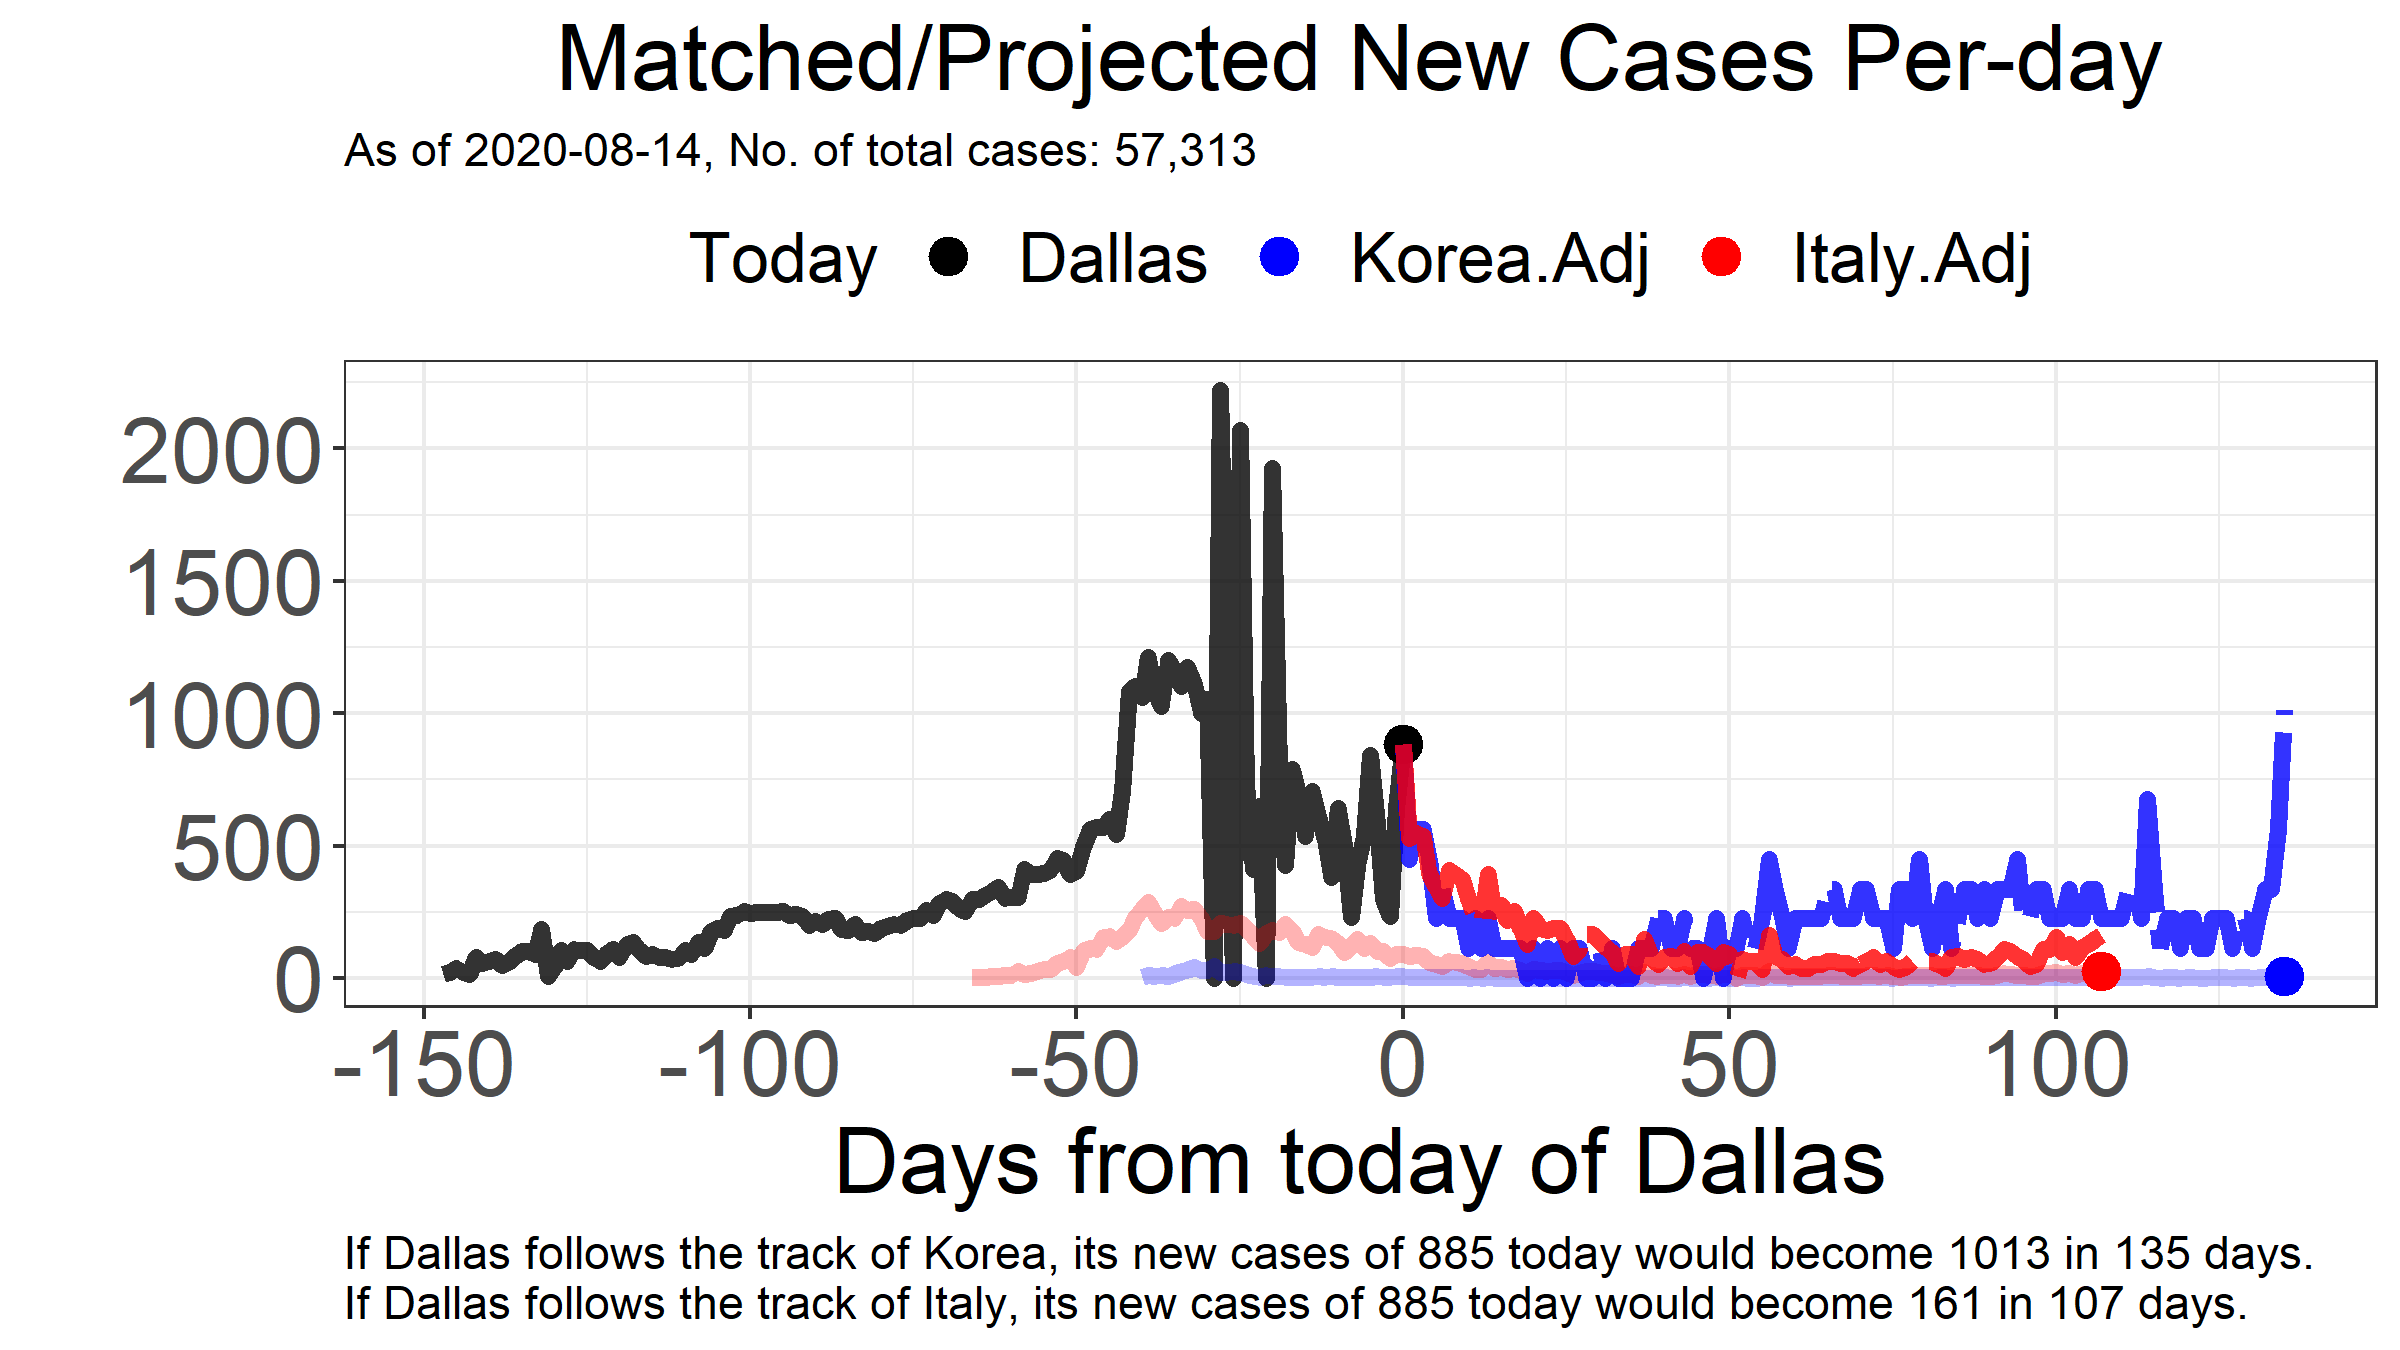 Matched/Projected New Cases Per-day
As of 2020-08-14, No. of total cases: 57,313
Today Dallas Korea.Adj Italy.Adj
2000
1500
1000
500
0
-150 -100 -50 0 50 100
Days from today of Dallas
If Dallas follows the track of Korea, its new cases of 885 today would become 1013 in 135 days.
If Dallas follows the track of Italy, its new cases of 885 today would become 161 in 107 days.